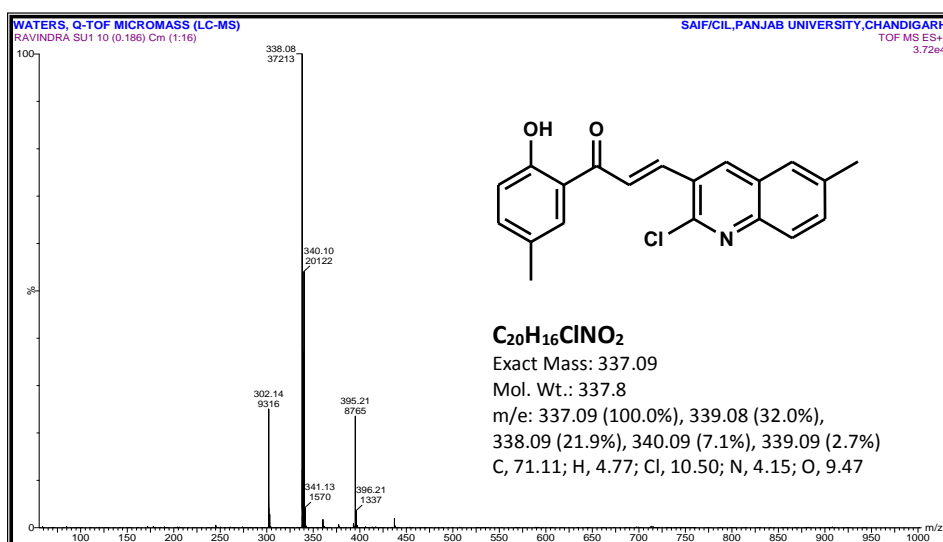 WATERS, Q-TOF MICROMASS (LC-MS) SAIF/CIL,PANJAB UNIVERSITY,CHANDIGARH
RAVINDRA SU1 10 (0.186) Cm (1:16) TOF MS ES+
3.72e4
100
338.08
37213
340.10
20122
302.14
9316
395.21
8765
341.13
1570
396.21
1337
%
0
100 150 200 250 300 350 400 450 500 550 600 650 700 750 800 850 900 950 1000 m/z
OH O
Cl N
C₂₀H₁₆ClNO₂
Exact Mass: 337.09
Mol. Wt.: 337.8
m/e: 337.09 (100.0%), 339.08 (32.0%),
338.09 (21.9%), 340.09 (7.1%), 339.09 (2.7%)
C, 71.11; H, 4.77; Cl, 10.50; N, 4.15; O, 9.47